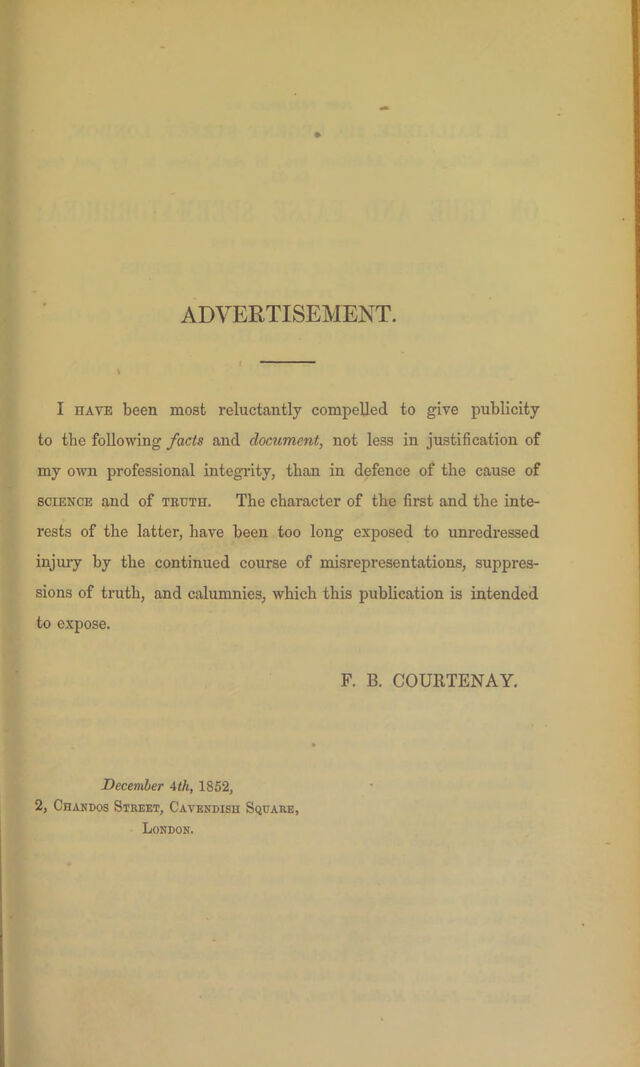 ADVERTISEMENT.
I HAVE been most reluctantly compelled to give publicity
to the following facts and document, not less in justification of
my own professional integrity, than in defence of the cause of
SCIENCE and of TRUTH. The character of the first and the inte-
rests of the latter, have been too long exposed to unredressed
injury by the continued course of misrepresentations, suppres-
sions of truth, and calumnies, which this publication is intended
to expose.
F. B. COURTENAY.
December 4th, 1852,
2, CHANDOS STREET, CAVENDISH SQUARE,
LONDON.